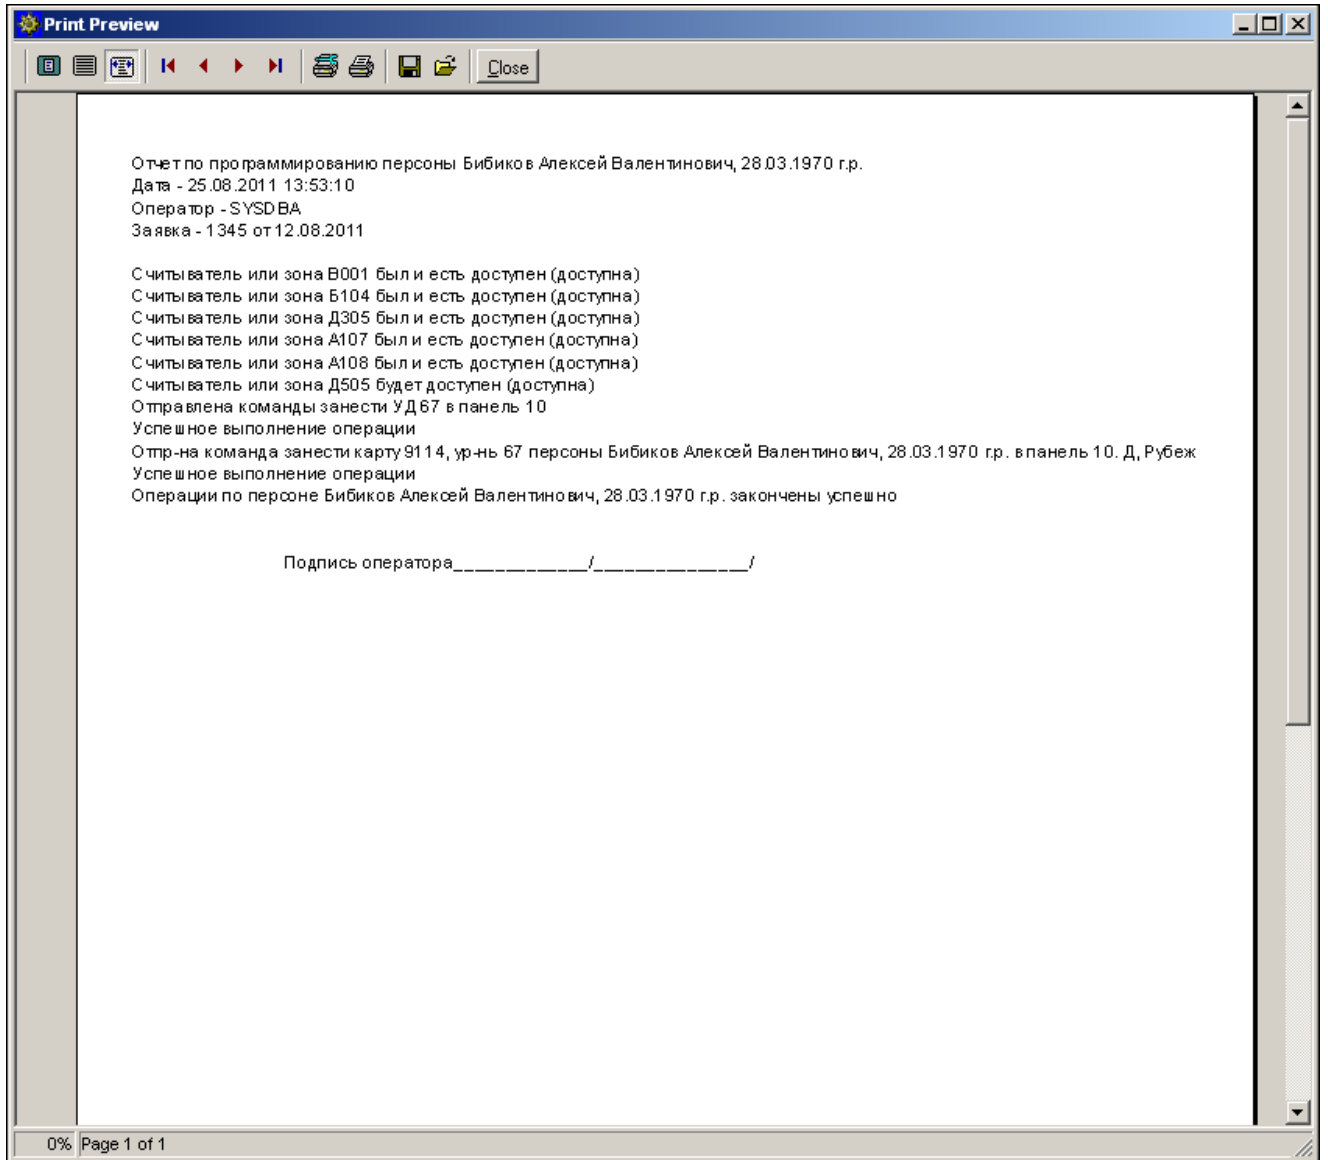 Print Preview
Close
Отчет по программированию персоны Бибиков Алексей Валентинович, 28.03.1970 г.р.
Дата - 25.08.2011 13:53:10
Оператор - SYSDBA
Заявка - 1345 от 12.08.2011
Считыватель или зона В001 был и есть доступен (доступна)
Считыватель или зона Б104 был и есть доступен (доступна)
Считыватель или зона Д305 был и есть доступен (доступна)
Считыватель или зона А107 был и есть доступен (доступна)
Считыватель или зона А108 был и есть доступен (доступна)
Считыватель или зона Д505 будет доступен (доступна)
Отправлена команды занести УД 67 в панель 10
Успешное выполнение операции
Отпр-на команда занести карту 9114, ур-нь 67 персоны Бибиков Алексей Валентинович, 28.03.1970 г.р. в панель 10. Д, Рубеж
Успешное выполнение операции
Операции по персоне Бибиков Алексей Валентинович, 28.03.1970 г.р. закончены успешно
Подпись оператора_____________/_______________/
0% Page 1 of 1